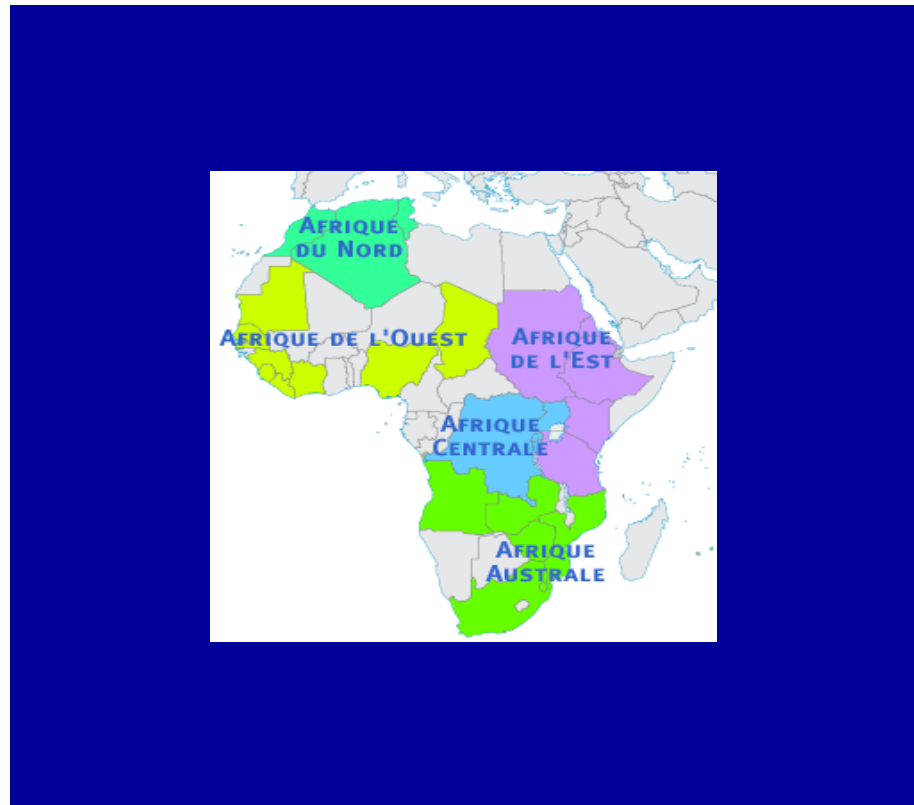 AFRIQUE
DU NORD
AFRIQUE DE L'OUEST
AFRIQUE
DE L'EST
AFRIQUE
CENTRALE
AFRIQUE
AUSTRALE